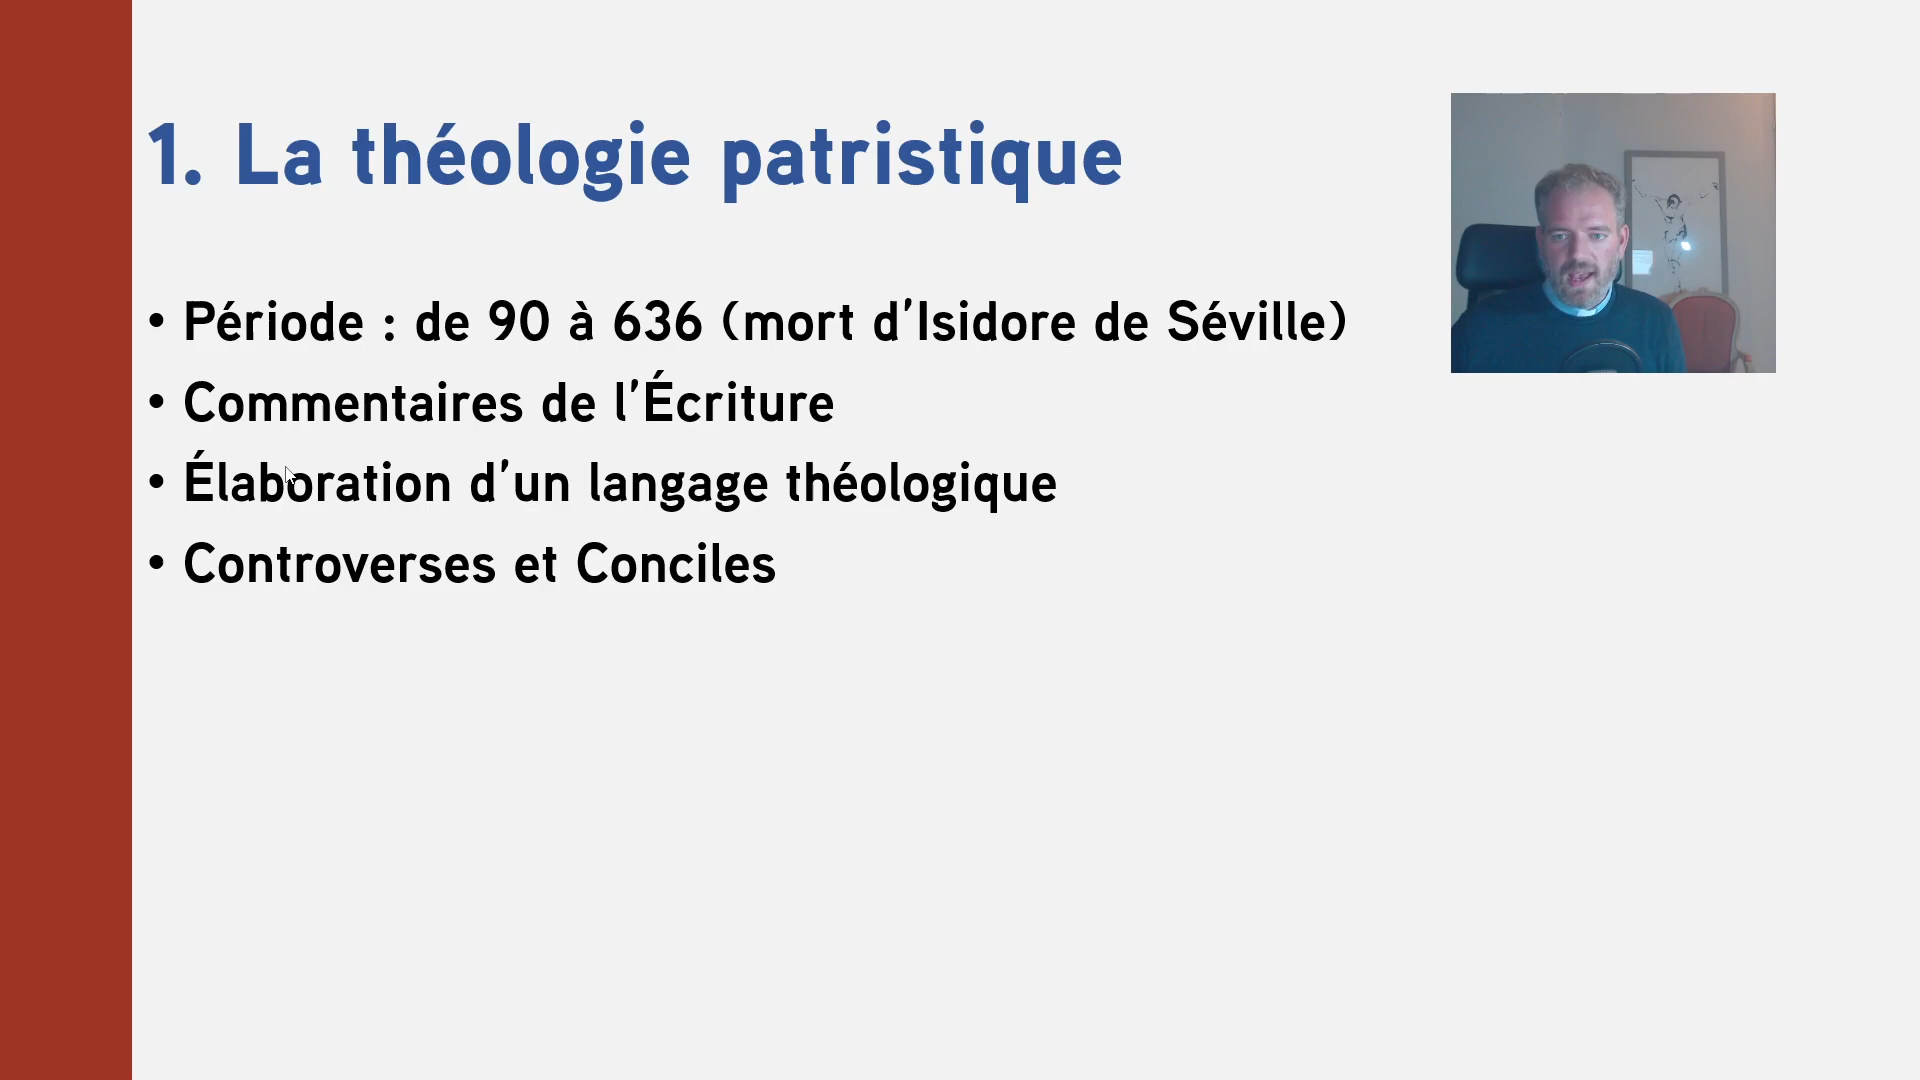 1. La théologie patristique
• Période : de 90 à 636 (mort d’Isidore de Séville)
• Commentaires de l’Écriture
• Élaboration d’un langage théologique
• Controverses et Conciles